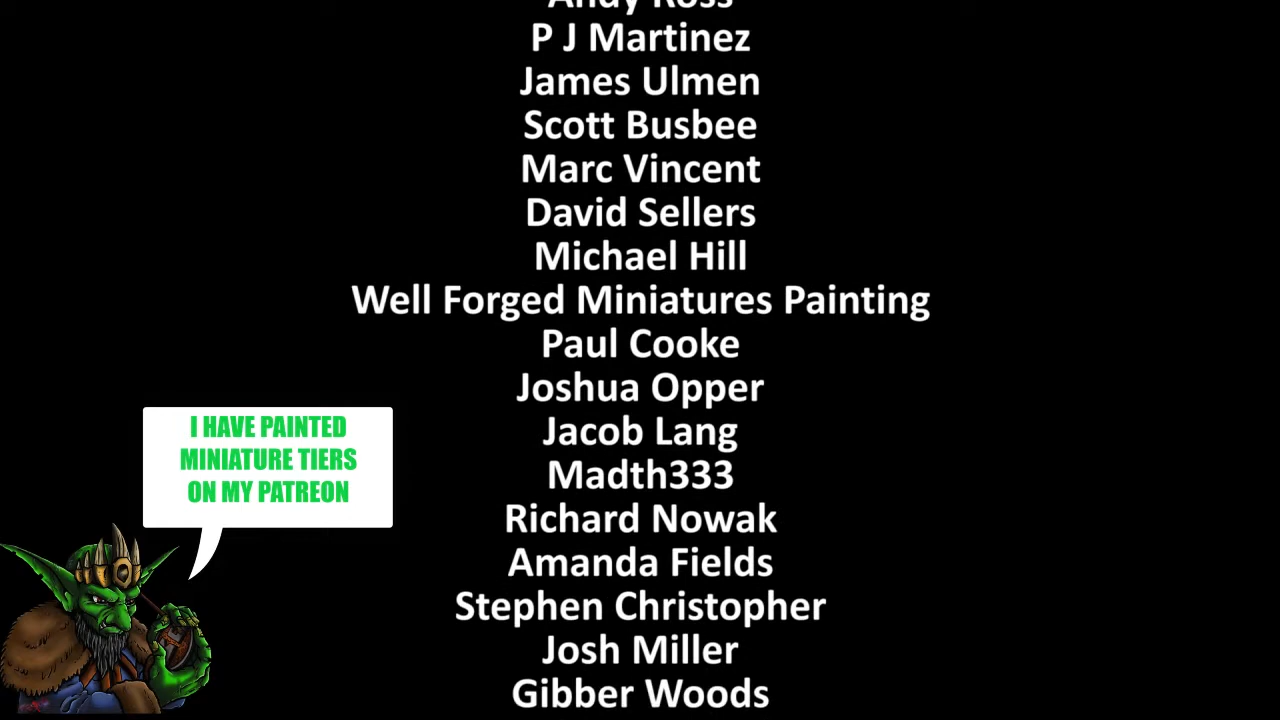 Andy Ross
P J Martinez
James Ulmen
Scott Busbee
Marc Vincent
David Sellers
Michael Hill
Well Forged Miniatures Painting
Paul Cooke
Joshua Opper
Jacob Lang
Madth333
Richard Nowak
Amanda Fields
Stephen Christopher
Josh Miller
Gibber Woods
I HAVE PAINTED
MINIATURE TIERS
ON MY PATREON